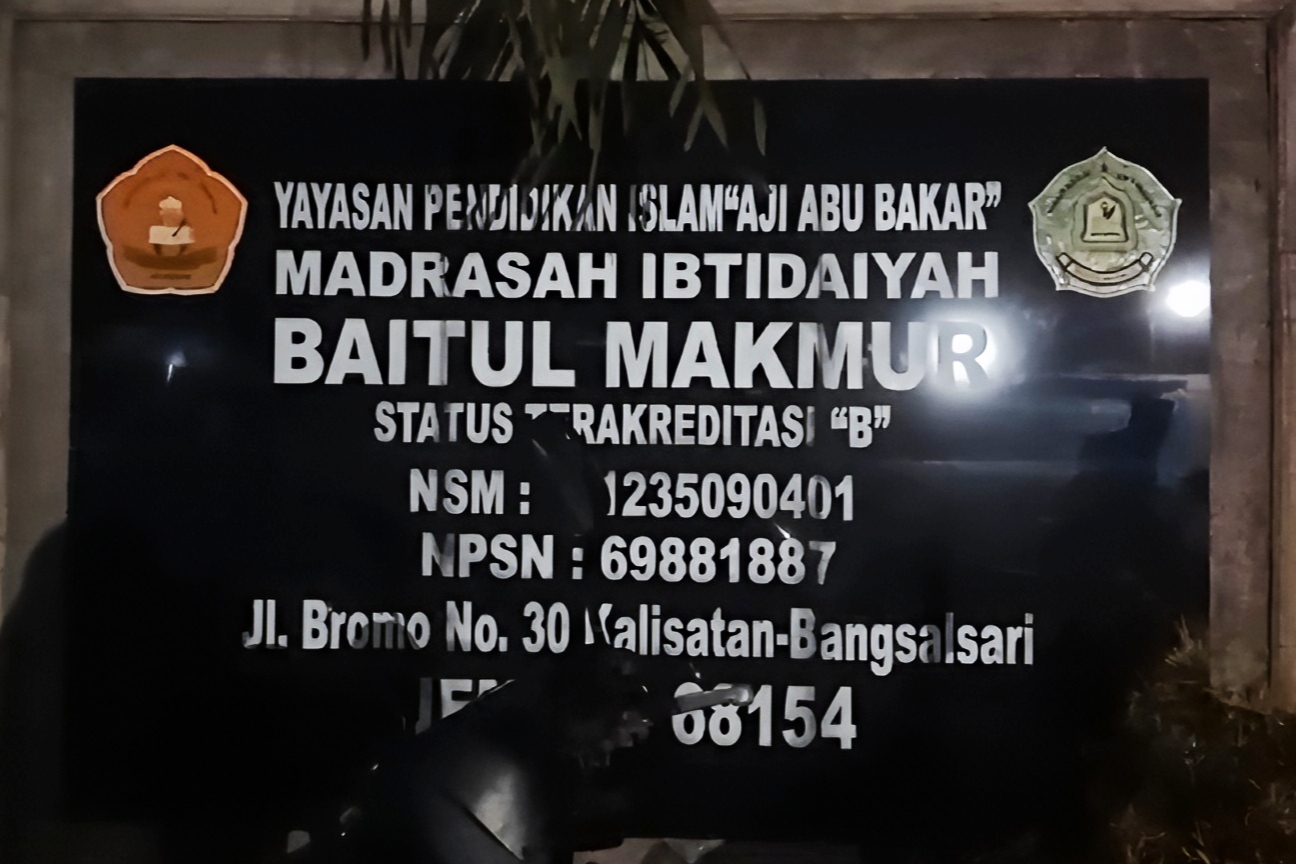 YAYASAN PENDIDIKAN ISLAM“AJI ABU BAKAR”
MADRASAH IBTIDAIYAH
BAITUL MAKMUR
STATUS TERAKREDITASI “B”
NSM :
NPSN : 69881887
Jl. Bromo No. 30 Kalisatan-Bangsalsari
68154